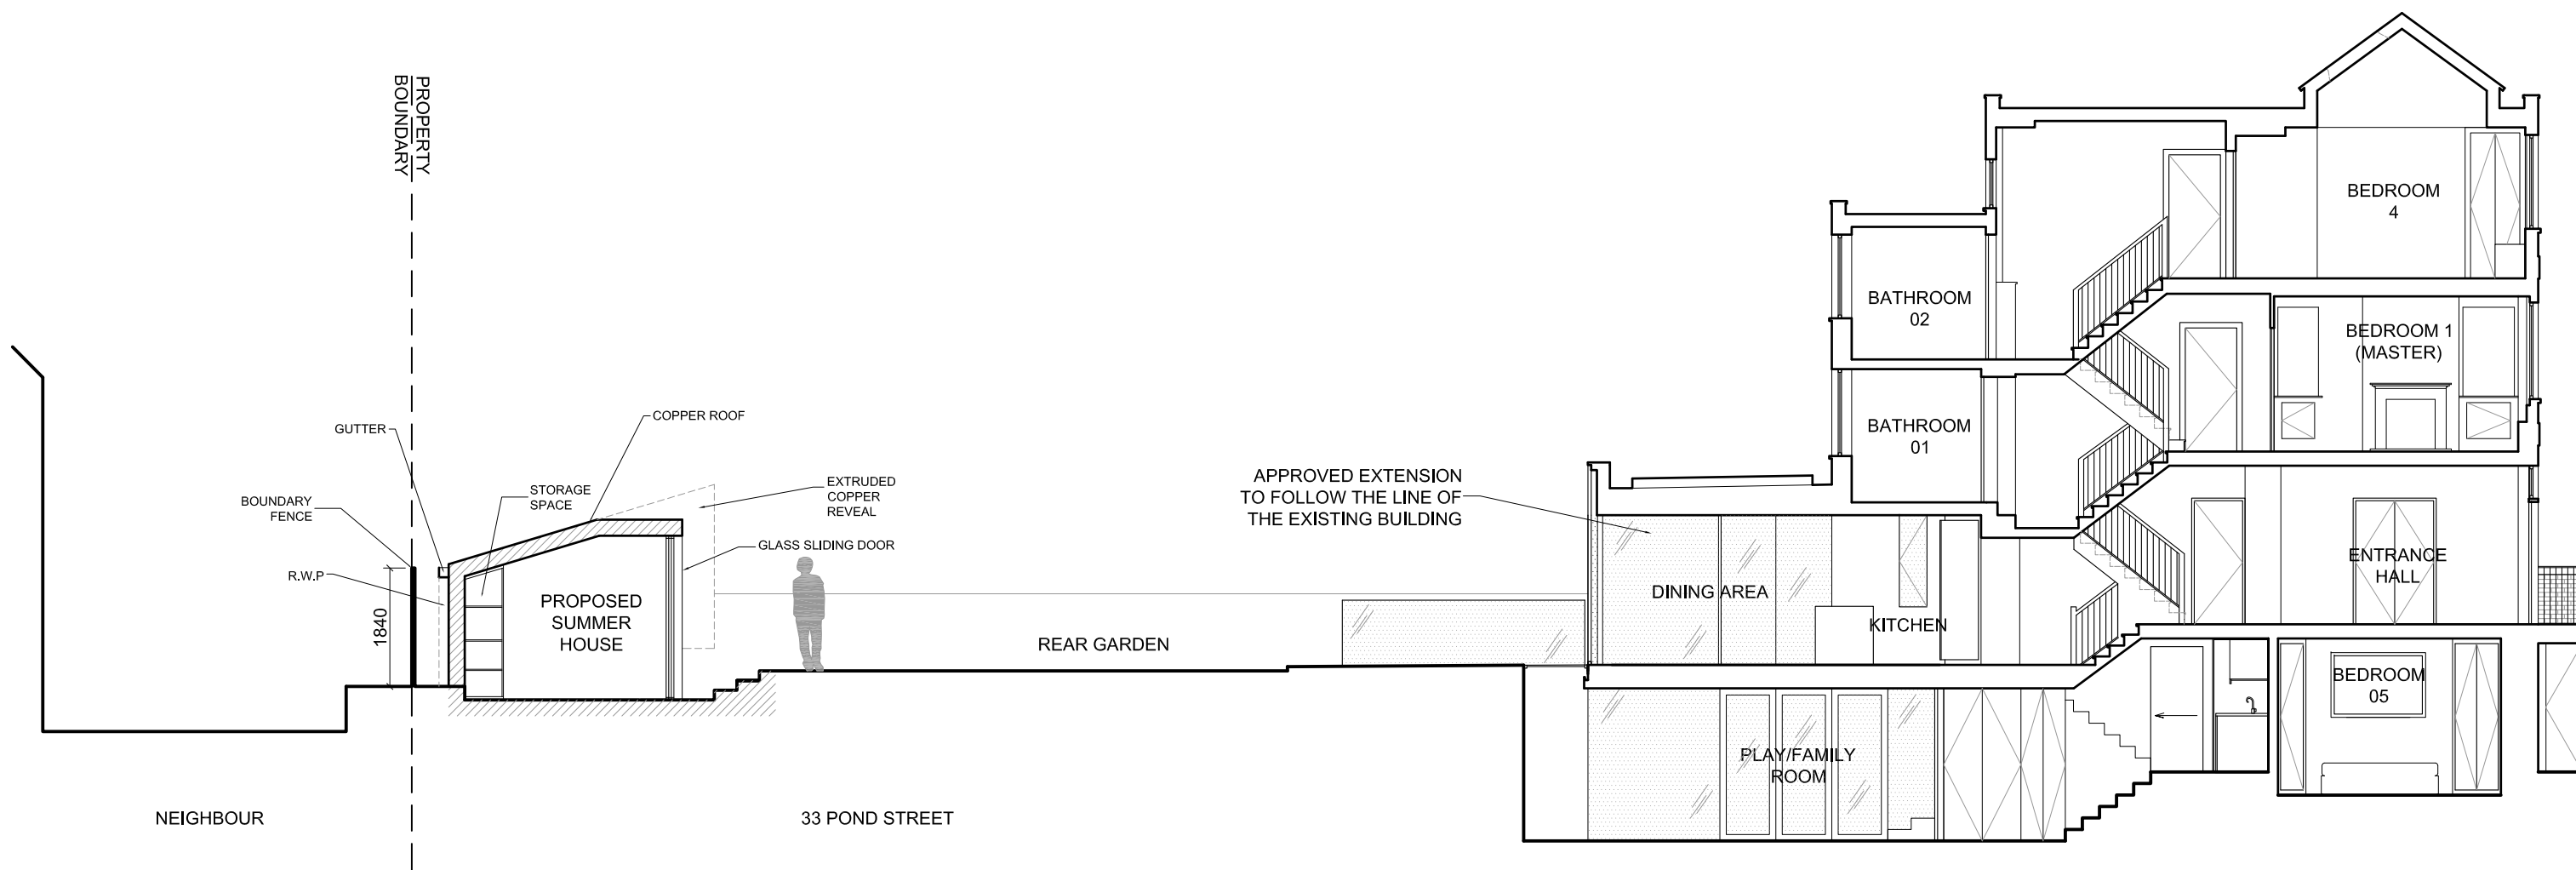 PROPERTY
BOUNDARY
GUTTER
COPPER ROOF
BOUNDARY
FENCE
STORAGE
SPACE
EXTRUDED
COPPER
REVEAL
GLASS SLIDING DOOR
R.W.P
1840
PROPOSED
SUMMER
HOUSE
REAR GARDEN
NEIGHBOUR
33 POND STREET
APPROVED EXTENSION
TO FOLLOW THE LINE OF
THE EXISTING BUILDING
BEDROOM
4
BATHROOM
02
BEDROOM 1
(MASTER)
BATHROOM
01
DINING AREA
KITCHEN
ENTRANCE
HALL
PLAY/FAMILY
ROOM
BEDROOM
05